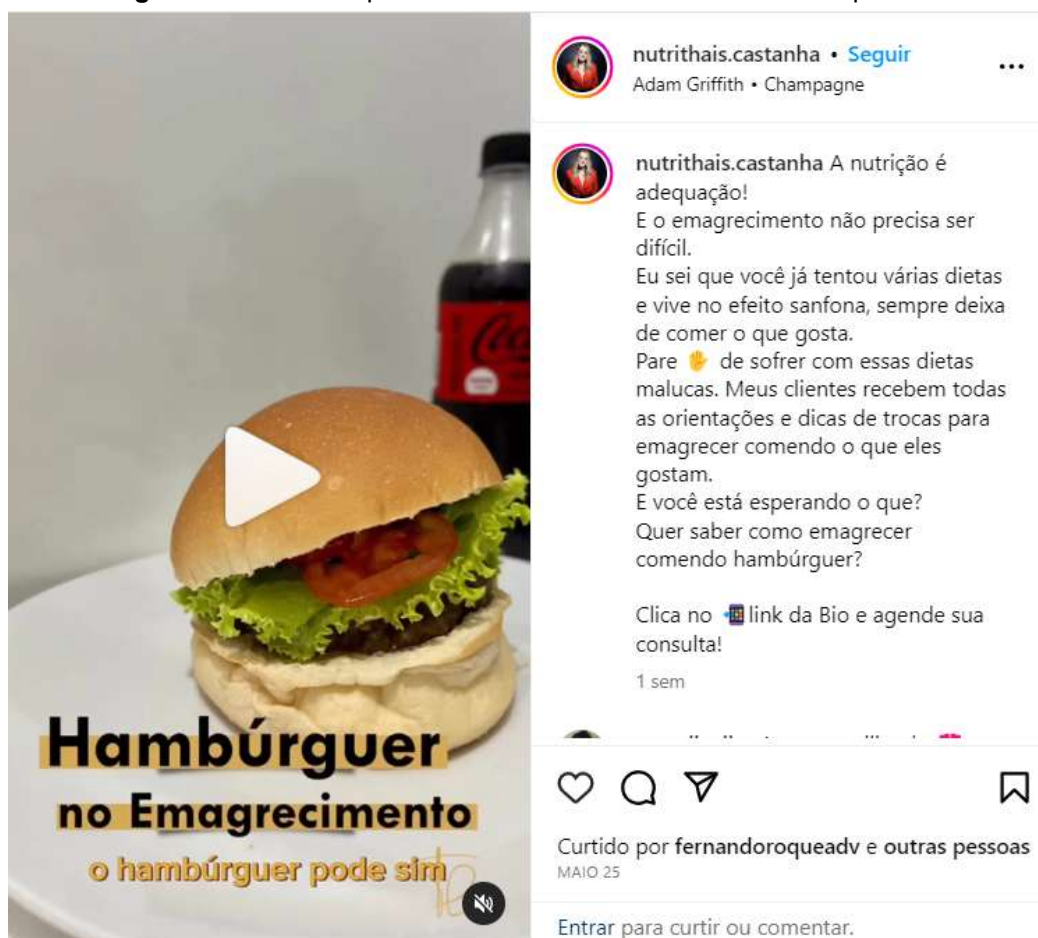 nutrithais.castanha • Seguir
Adam Griffith • Champagne
nutrithais.castanha A nutrição é
adequação!
E o emagrecimento não precisa ser
difícil.
Eu sei que você já tentou várias dietas
e vive no efeito sanfona, sempre deixa
de comer o que gosta.
Pare 🖐 de sofrer com essas dietas
malucas. Meus clientes recebem todas
as orientações e dicas de trocas para
emagrecer comendo o que eles
gostam.
E você está esperando o que?
Quer saber como emagrecer
comendo hambúrguer?
Clica no 📲 link da Bio e agende sua
consulta!
1 sem
Hambúrguer
no Emagrecimento
o hambúrguer pode sim
Curtido por fernandoroqueadv e outras pessoas
MAIO 25
Entrar para curtir ou comentar.